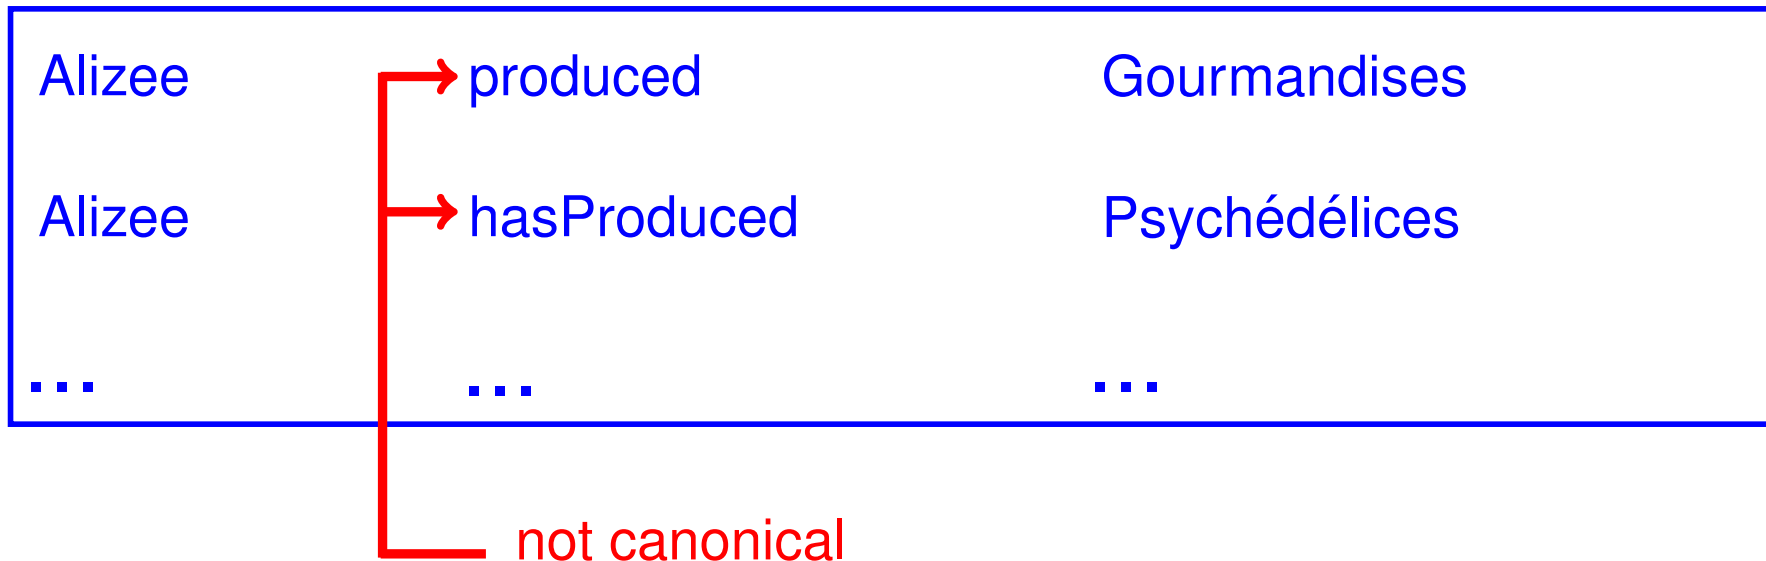 Alizee produced Gourmandises
Alizee hasProduced Psychédélices
... ... ...
not canonical